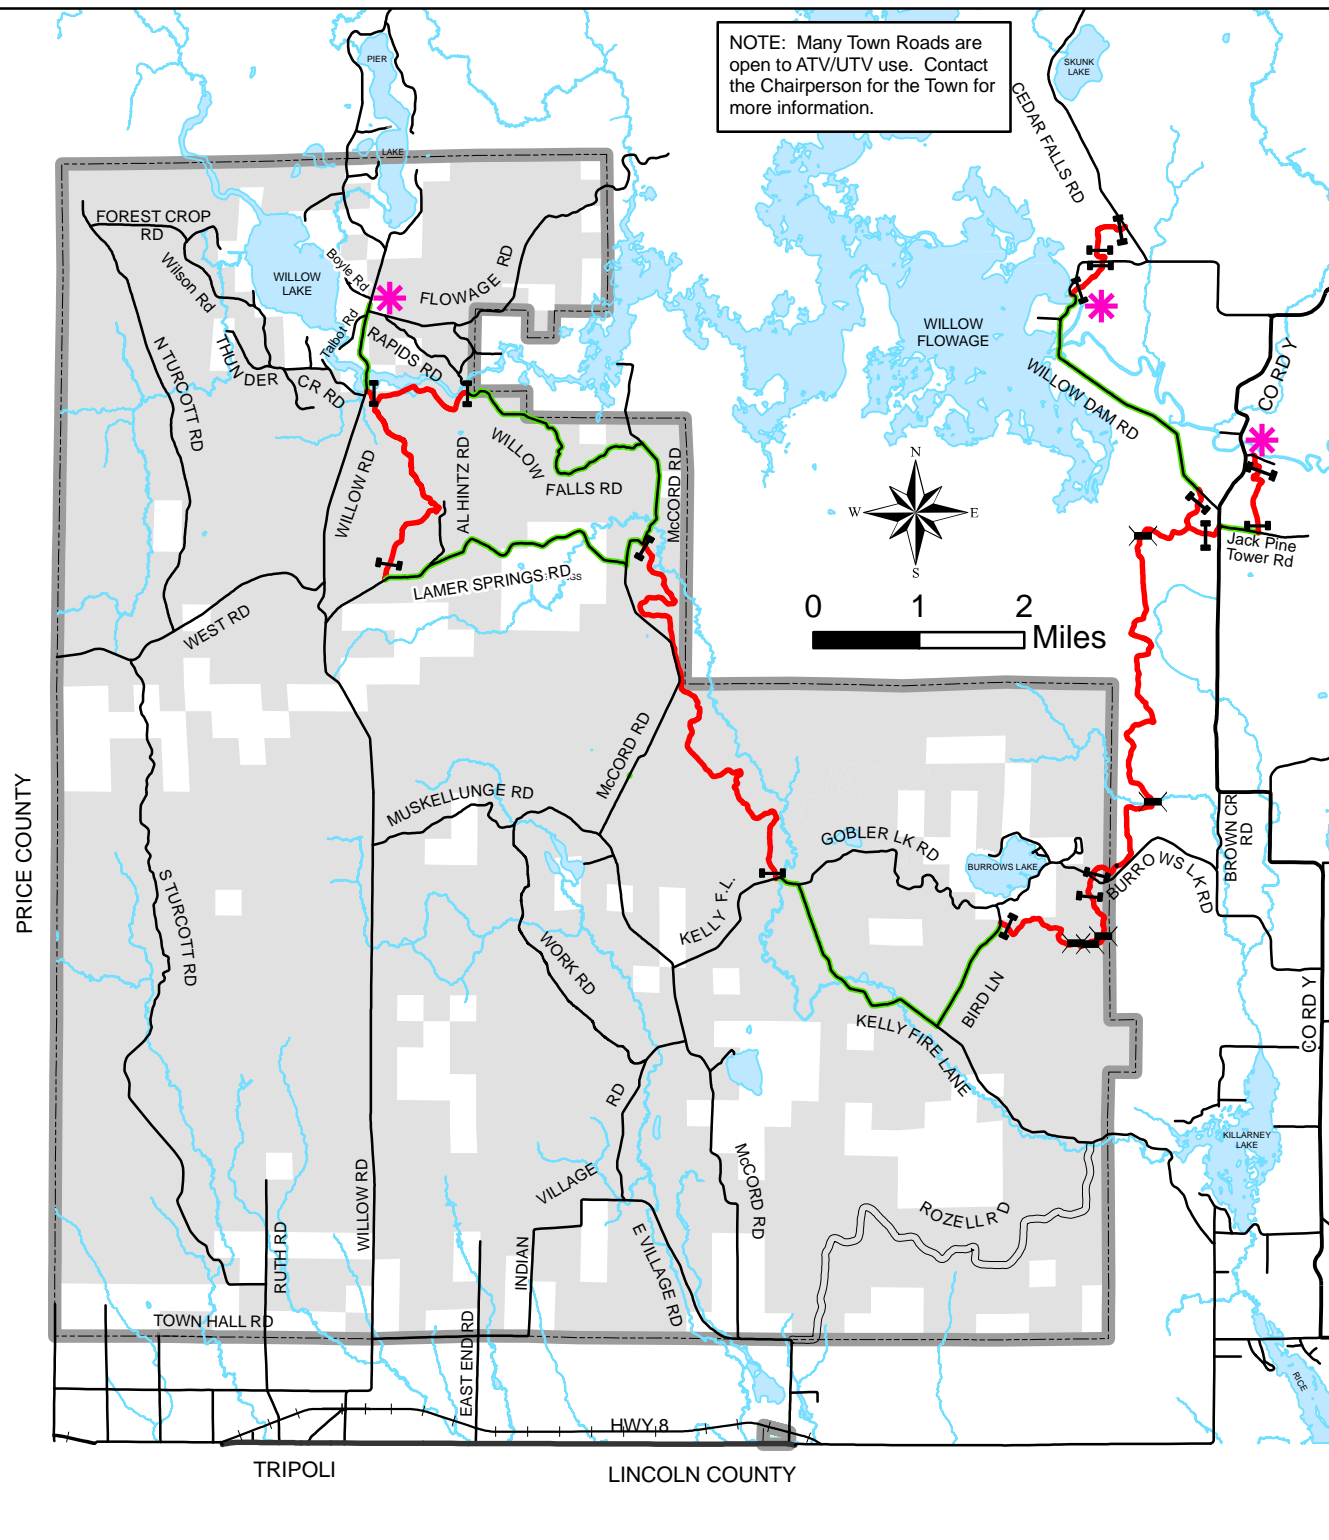 NOTE: Many Town Roads are
open to ATV/UTV use. Contact
the Chairperson for the Town for
more information.
PIER
LAKE
SKUNK
LAKE
CEDAR FALLS RD
FOREST CROP
RD
Wilson Rd
WILLOW
LAKE
Boyle Rd
FLOWAGE RD
Talbot Rd
RAPIDS RD
THUNDER CR RD
N TURCOTT RD
WILLOW
FLOWAGE
WILLOW DAM RD
CO RD Y
WILLOW RD
AL HINTZ RD
WILLOW
FALLS RD
McCORD RD
N
W
E
S
Jack Pine
Tower Rd
LAMER SPRINGS RD
0 1 2
Miles
WEST RD
McCORD RD
MUSKELLUNGE RD
PRICE COUNTY
GOBLER LK RD
BURROWS LAKE
BURROWS LK RD
BROWN CR
RD
S TURCOTT RD
KELLY F.L.
WORK RD
BIRD LN
KELLY FIRE LANE
CO RD Y
RD
VILLAGE
INDIAN
KILLARNEY
LAKE
McCORD RD
ROZELL RD
WILLOW RD
RUTH RD
E VILLAGE RD
TOWN HALL RD
EAST END RD
RICE
HWY 8
TRIPOLI
LINCOLN COUNTY